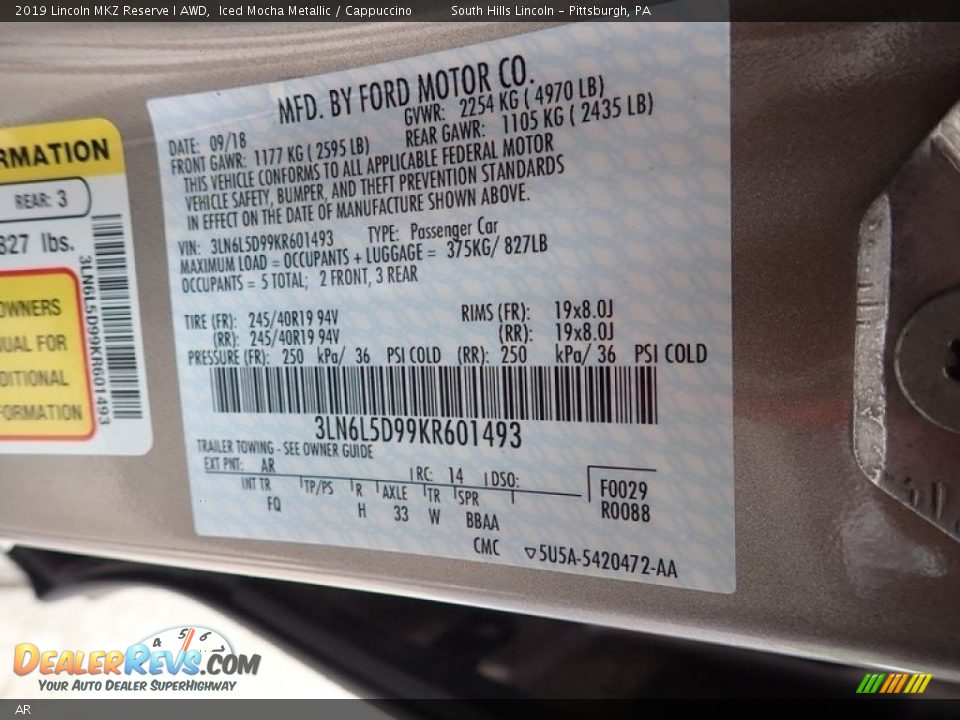 2019 Lincoln MKZ Reserve I AWD, Iced Mocha Metallic / Cappuccino South Hills Lincoln – Pittsburgh, PA
RMATION
REAR: 3
827 lbs.
OWNERS
FORMATION
3LN6L5D99KR601493
MFD. BY FORD MOTOR CO.
DATE: 09/18 GVWR: 2254 KG ( 4970 LB)
FRONT GAWR: 1177 KG ( 2595 LB) REAR GAWR: 1105 KG ( 2435 LB)
THIS VEHICLE CONFORMS TO ALL APPLICABLE FEDERAL MOTOR
VEHICLE SAFETY, BUMPER, AND THEFT PREVENTION STANDARDS
IN EFFECT ON THE DATE OF MANUFACTURE SHOWN ABOVE.
VIN: 3LN6L5D99KR601493 TYPE: Passenger Car
MAXIMUM LOAD = OCCUPANTS + LUGGAGE = 375KG/ 827LB
OCCUPANTS = 5 TOTAL; 2 FRONT, 3 REAR
TIRE (FR): 245/40R19 94V RIMS (FR): 19x8.0J
(RR): 245/40R19 94V (RR): 19x8.0J
PRESSURE (FR): 250 kPa/ 36 PSI COLD (RR): 250 kPa/ 36 PSI COLD
3LN6L5D99KR601493
TRAILER TOWING - SEE OWNER GUIDE
EXT PNT: AR RC: 14 DSO:
INT TR TP/PS R AXLE TR SPR F0029
FQ H 33 W BBAA R0088
CMC ▽5U5A-5420472-AA
4 5 6
DEALERREVS.COM
YOUR AUTO DEALER SUPERHIGHWAY
AR